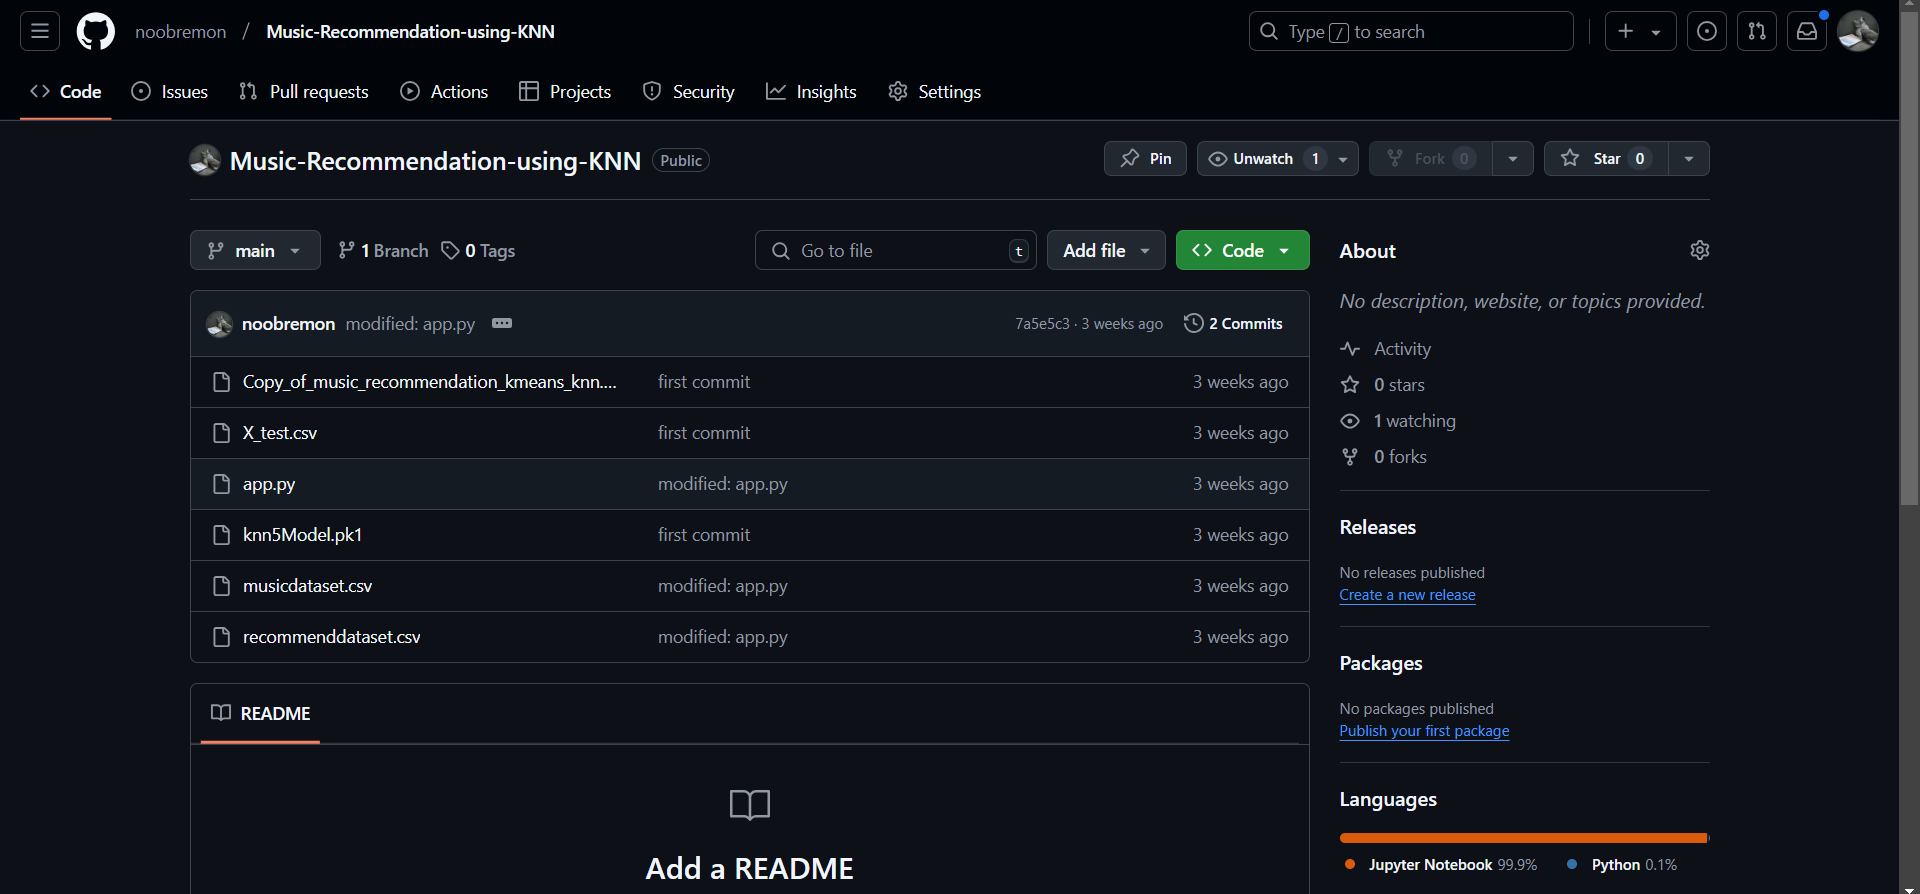 noobremon / Music-Recommendation-using-KNN
Type / to search
Code Issues Pull requests Actions Projects Security Insights Settings
Music-Recommendation-using-KNN Public
Pin Unwatch 1 Fork 0 Star 0
main 1 Branch 0 Tags Go to file t Add file Code
noobremon modified: app.py 7a5e5c3 · 3 weeks ago 2 Commits
Copy_of_music_recommendation_kmeans_knn.... first commit 3 weeks ago
X_test.csv first commit 3 weeks ago
app.py modified: app.py 3 weeks ago
knn5Model.pk1 first commit 3 weeks ago
musicdataset.csv modified: app.py 3 weeks ago
recommenddataset.csv modified: app.py 3 weeks ago
README
Add a README
About
No description, website, or topics provided.
Activity
0 stars
1 watching
0 forks
Releases
No releases published
Create a new release
Packages
No packages published
Publish your first package
Languages
Jupyter Notebook 99.9% Python 0.1%